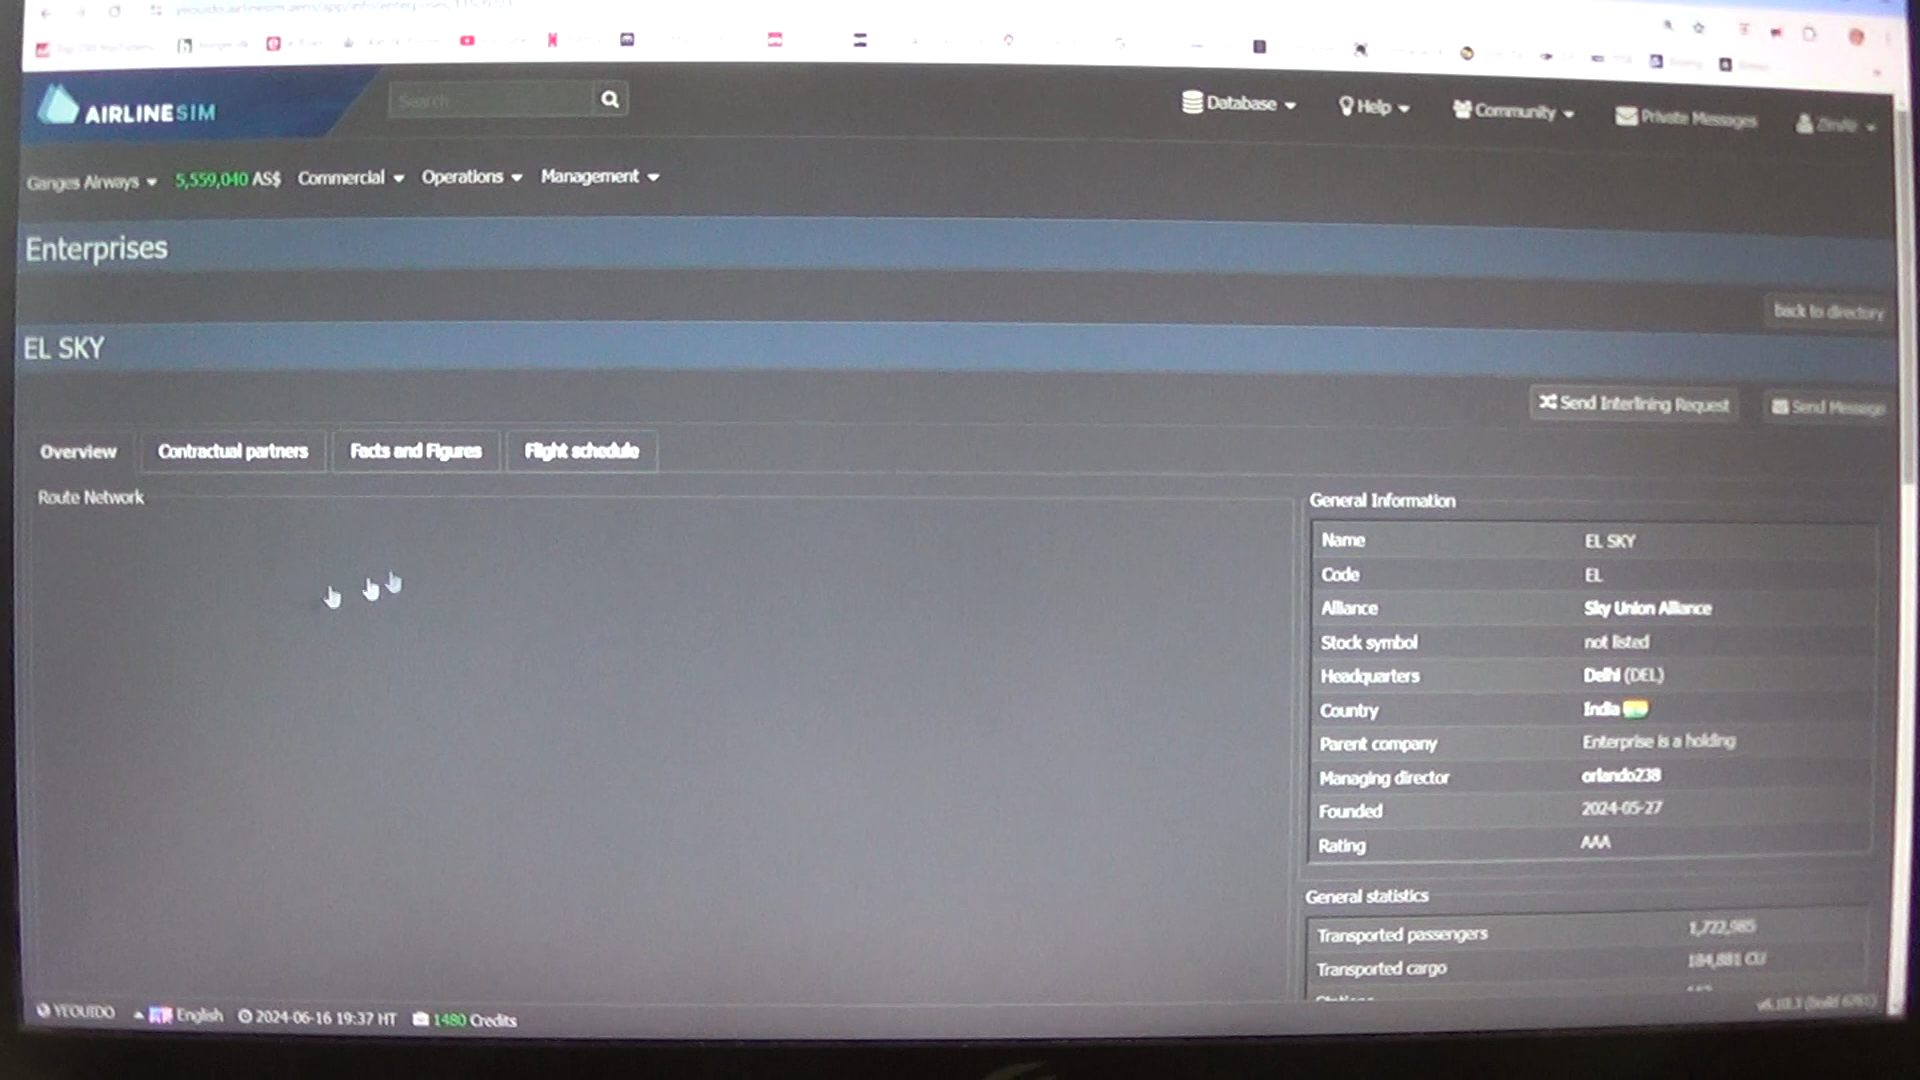 AIRLINESIM
Search
Database
Help
Community
Private Messages
Ganges Airways
5,559,040 AS$
Commercial
Operations
Management
Enterprises
back to directory
EL SKY
Send Interlining Request
Send Message
Overview
Contractual partners
Facts and Figures
Flight schedule
Route Network
General Information
Name EL SKY
Code EL
Alliance Sky Union Alliance
Stock symbol not listed
Headquarters Delhi (DEL)
Country India
Parent company Enterprise is a holding
Managing director orlando238
Founded 2024-05-27
Rating AAA
General statistics
Transported passengers 1,722,985
Transported cargo 184,881 CU
YEOUIDO
English
2024-06-16 19:37 HT
1480 Credits